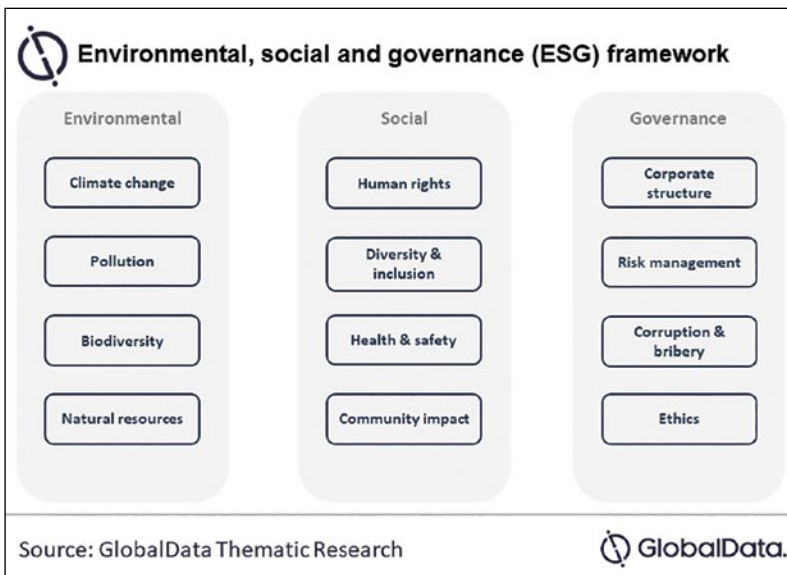 Environmental, social and governance (ESG) framework
Environmental
Climate change
Pollution
Biodiversity
Natural resources
Social
Human rights
Diversity &
inclusion
Health & safety
Community impact
Governance
Corporate
structure
Risk management
Corruption &
bribery
Ethics
Source: GlobalData Thematic Research
GlobalData.